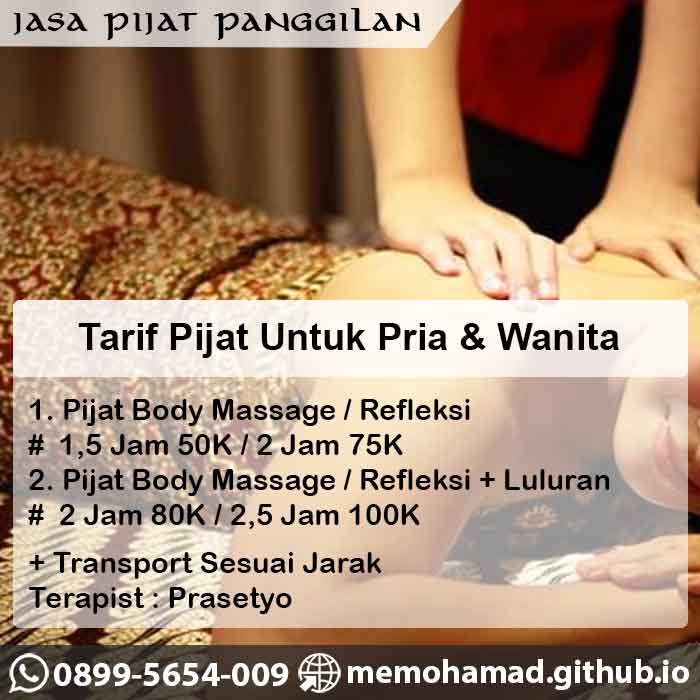 JASA PIJAT PANGGILAN
Tarif Pijat Untuk Pria & Wanita
1. Pijat Body Massage / Refleksi
# 1,5 Jam 50K / 2 Jam 75K
2. Pijat Body Massage / Refleksi + Luluran
# 2 Jam 80K / 2,5 Jam 100K
+ Transport Sesuai Jarak
Terapist : Prasetyo
0899-5654-009 memohamad.github.io